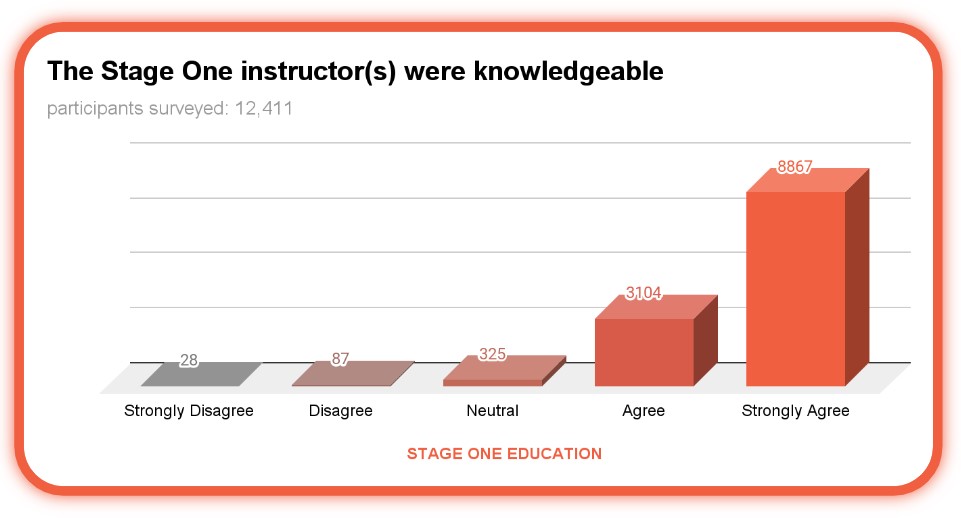 The Stage One instructor(s) were knowledgeable
participants surveyed: 12,411
28
87
325
3104
8867
Strongly Disagree
Disagree
Neutral
Agree
Strongly Agree
STAGE ONE EDUCATION